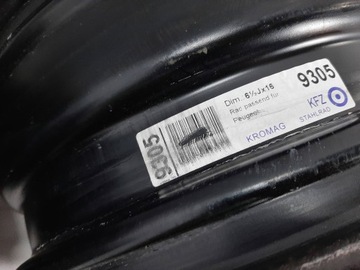 9305
Dim. 6½Jx16
Rad passend für
Peugeot
KROMAG
KFZ
STAHLRAD
9305